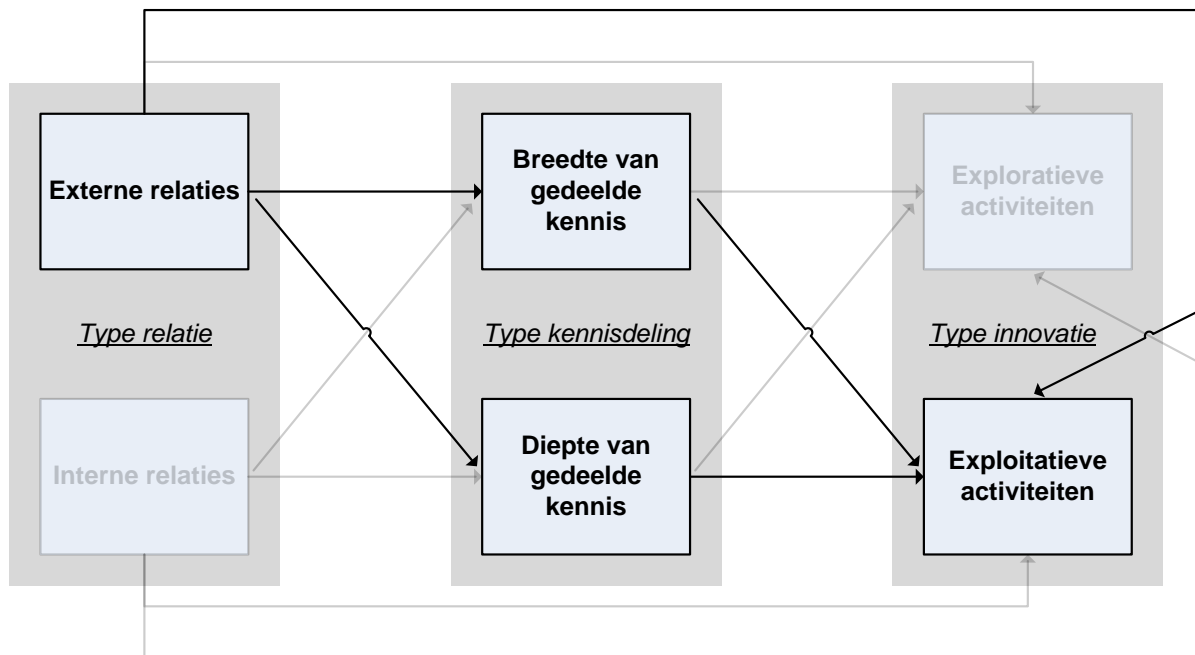 Externe relaties
Breedte van
gedeelde
kennis
Exploratieve
activiteiten
Type relatie
Type kennisdeling
Type innovatie
Interne relaties
Diepte van
gedeelde
kennis
Exploitatieve
activiteiten